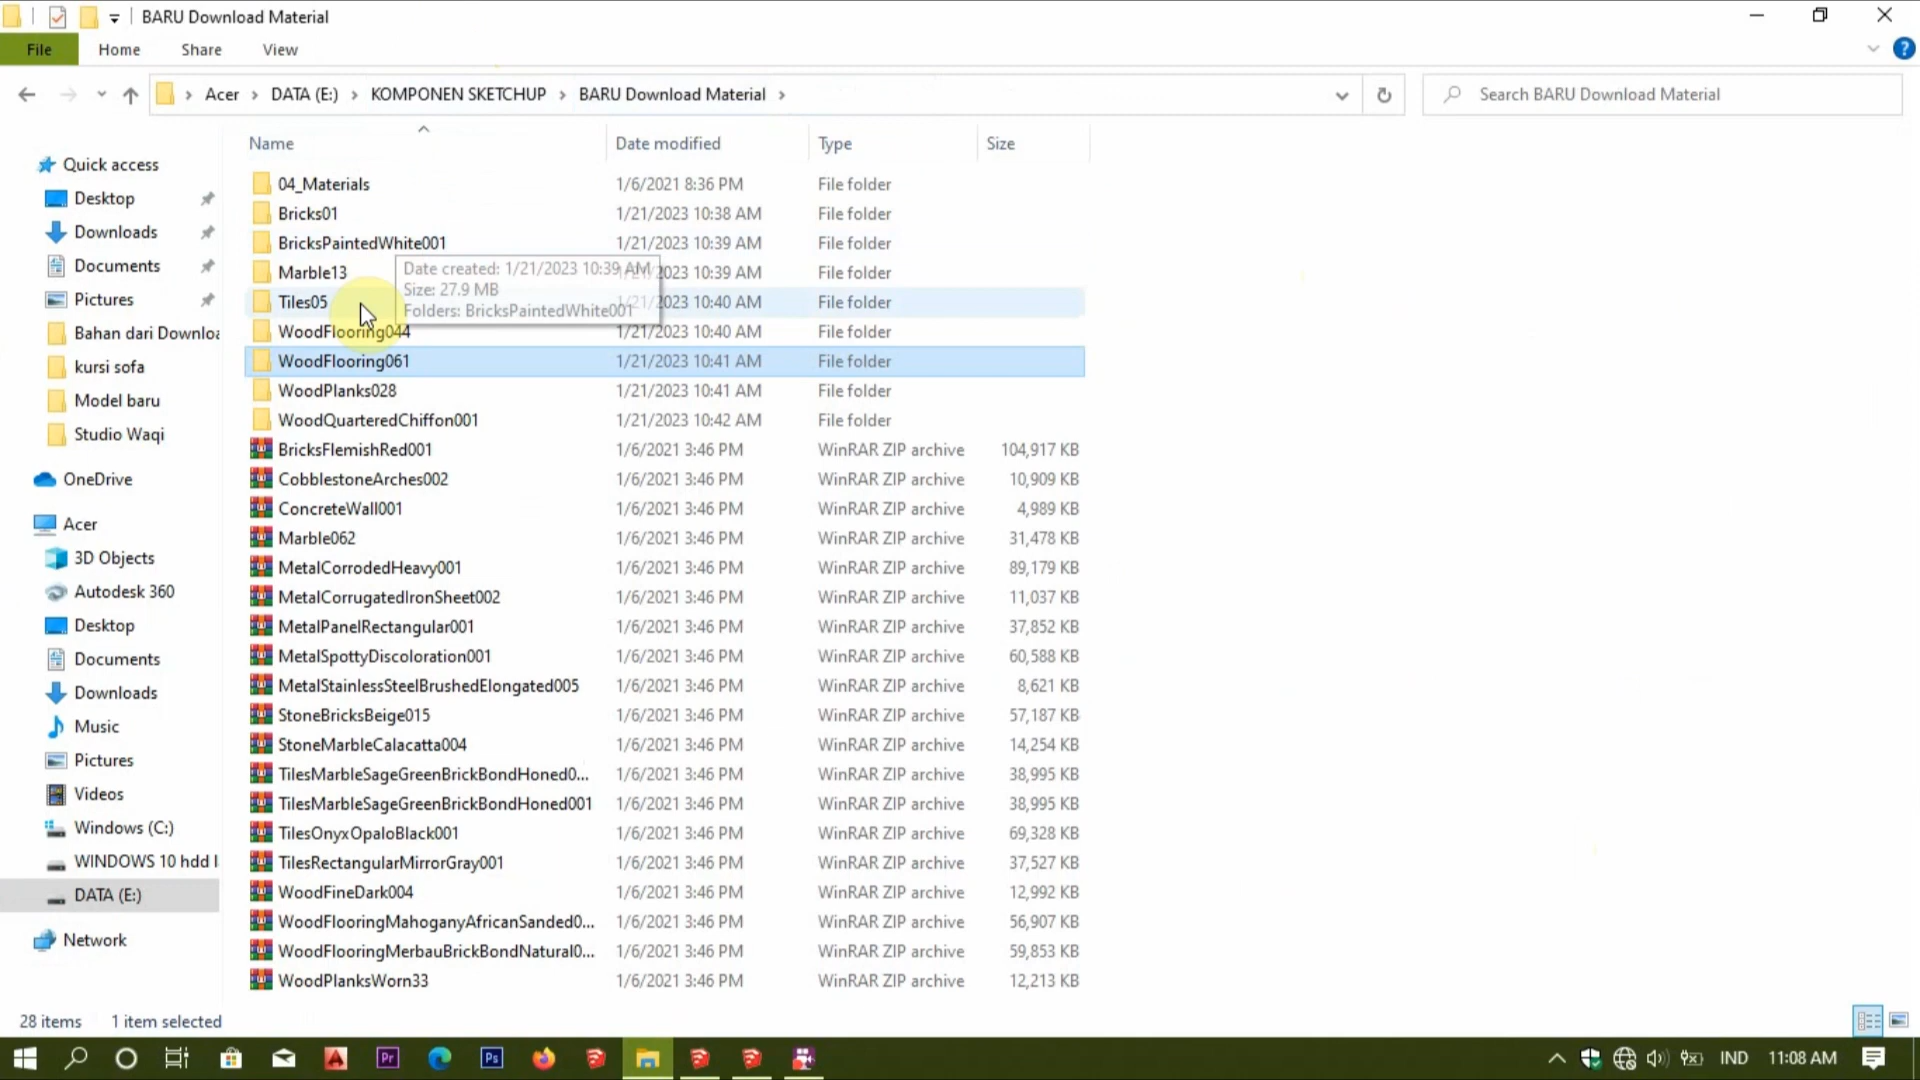 BARU Download Material
File Home Share View
Acer DATA (E:) KOMPONEN SKETCHUP BARU Download Material Search BARU Download Material
Name Date modified Type Size
Quick access
Desktop
Downloads
Documents
Pictures
Bahan dari Downloa
kursi sofa
Model baru
Studio Waqi
OneDrive
Acer
3D Objects
Autodesk 360
Desktop
Documents
Downloads
Music
Pictures
Videos
Windows (C:)
WINDOWS 10 hdd l
DATA (E:)
Network
04_Materials 1/6/2021 8:36 PM File folder
Bricks01 1/21/2023 10:38 AM File folder
BricksPaintedWhite001 1/21/2023 10:39 AM File folder
Marble13 1/21/2023 10:39 AM File folder
Date created: 1/21/2023 10:39 AM
Size: 27.9 MB
Folders: BricksPaintedWhite001
Tiles05 1/21/2023 10:40 AM File folder
WoodFlooring044 1/21/2023 10:40 AM File folder
WoodFlooring061 1/21/2023 10:41 AM File folder
WoodPlanks028 1/21/2023 10:41 AM File folder
WoodQuarteredChiffon001 1/21/2023 10:42 AM File folder
BricksFlemishRed001 1/6/2021 3:46 PM WinRAR ZIP archive 104,917 KB
CobblestoneArches002 1/6/2021 3:46 PM WinRAR ZIP archive 10,909 KB
ConcreteWall001 1/6/2021 3:46 PM WinRAR ZIP archive 4,989 KB
Marble062 1/6/2021 3:46 PM WinRAR ZIP archive 31,478 KB
MetalCorrodedHeavy001 1/6/2021 3:46 PM WinRAR ZIP archive 89,179 KB
MetalCorrugatedIronSheet002 1/6/2021 3:46 PM WinRAR ZIP archive 11,037 KB
MetalPanelRectangular001 1/6/2021 3:46 PM WinRAR ZIP archive 37,852 KB
MetalSpottyDiscoloration001 1/6/2021 3:46 PM WinRAR ZIP archive 60,588 KB
MetalStainlessSteelBrushedElongated005 1/6/2021 3:46 PM WinRAR ZIP archive 8,621 KB
StoneBricksBeige015 1/6/2021 3:46 PM WinRAR ZIP archive 57,187 KB
StoneMarbleCalacatta004 1/6/2021 3:46 PM WinRAR ZIP archive 14,254 KB
TilesMarbleSageGreenBrickBondHoned0... 1/6/2021 3:46 PM WinRAR ZIP archive 38,995 KB
TilesMarbleSageGreenBrickBondHoned001 1/6/2021 3:46 PM WinRAR ZIP archive 38,995 KB
TilesOnyxOpaloBlack001 1/6/2021 3:46 PM WinRAR ZIP archive 69,328 KB
TilesRectangularMirrorGray001 1/6/2021 3:46 PM WinRAR ZIP archive 37,527 KB
WoodFineDark004 1/6/2021 3:46 PM WinRAR ZIP archive 12,992 KB
WoodFlooringMahoganyAfricanSanded0... 1/6/2021 3:46 PM WinRAR ZIP archive 56,907 KB
WoodFlooringMerbauBrickBondNatural0... 1/6/2021 3:46 PM WinRAR ZIP archive 59,853 KB
WoodPlanksWorn33 1/6/2021 3:46 PM WinRAR ZIP archive 12,213 KB
28 items 1 item selected
Pr Ps IND 11:08 AM